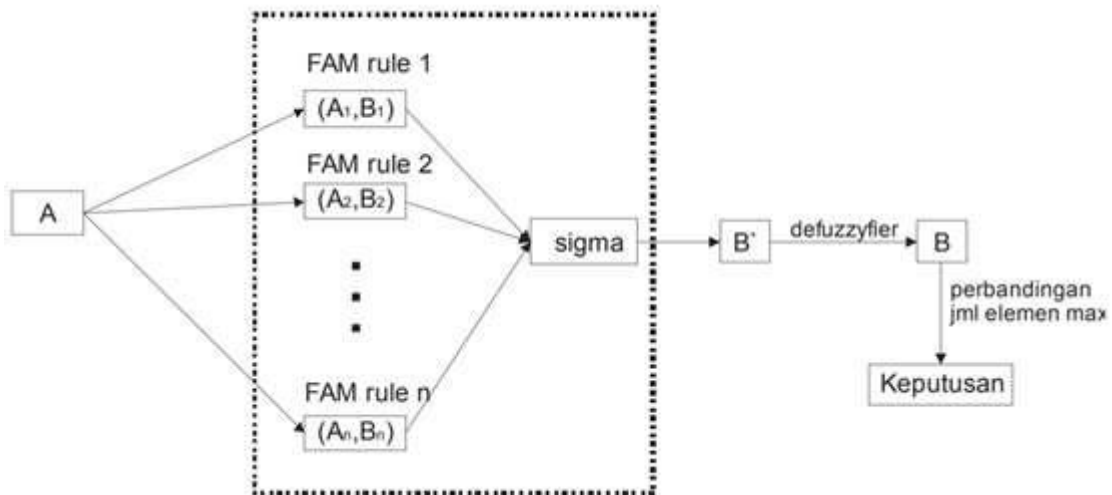 FAM rule 1
(A₁,B₁)
FAM rule 2
(A₂,B₂)
A
sigma
B`
defuzzyfier
B
perbandingan
jml elemen max
Keputusan
FAM rule n
(Aₙ,Bₙ)